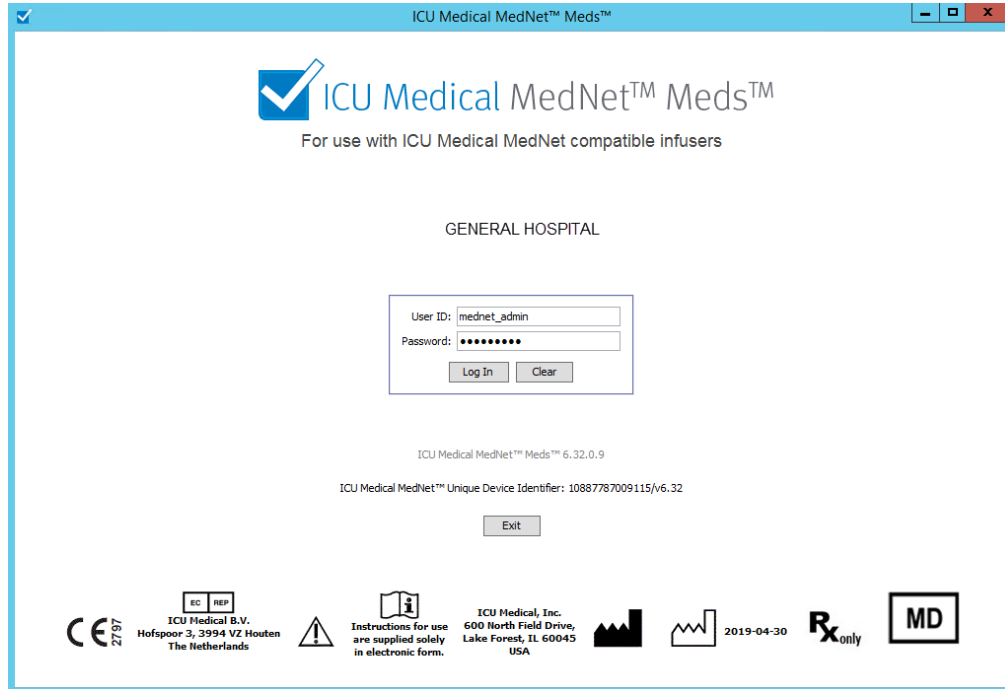 ICU Medical MedNet™ Meds™
ICU Medical MedNet™ Meds™
For use with ICU Medical MedNet compatible infusers
GENERAL HOSPITAL
User ID: mednet_admin
Password: •••••••••
Log In Clear
ICU Medical MedNet™ Meds™ 6.32.0.9
ICU Medical MedNet™ Unique Device Identifier: 10887787009115/v6.32
Exit
CE 2797
EC REP
ICU Medical B.V.
Hofspoor 3, 3994 VZ Houten
The Netherlands
Instructions for use
are supplied solely
in electronic form.
ICU Medical, Inc.
600 North Field Drive,
Lake Forest, IL 60045
USA
2019-04-30
Rx only
MD